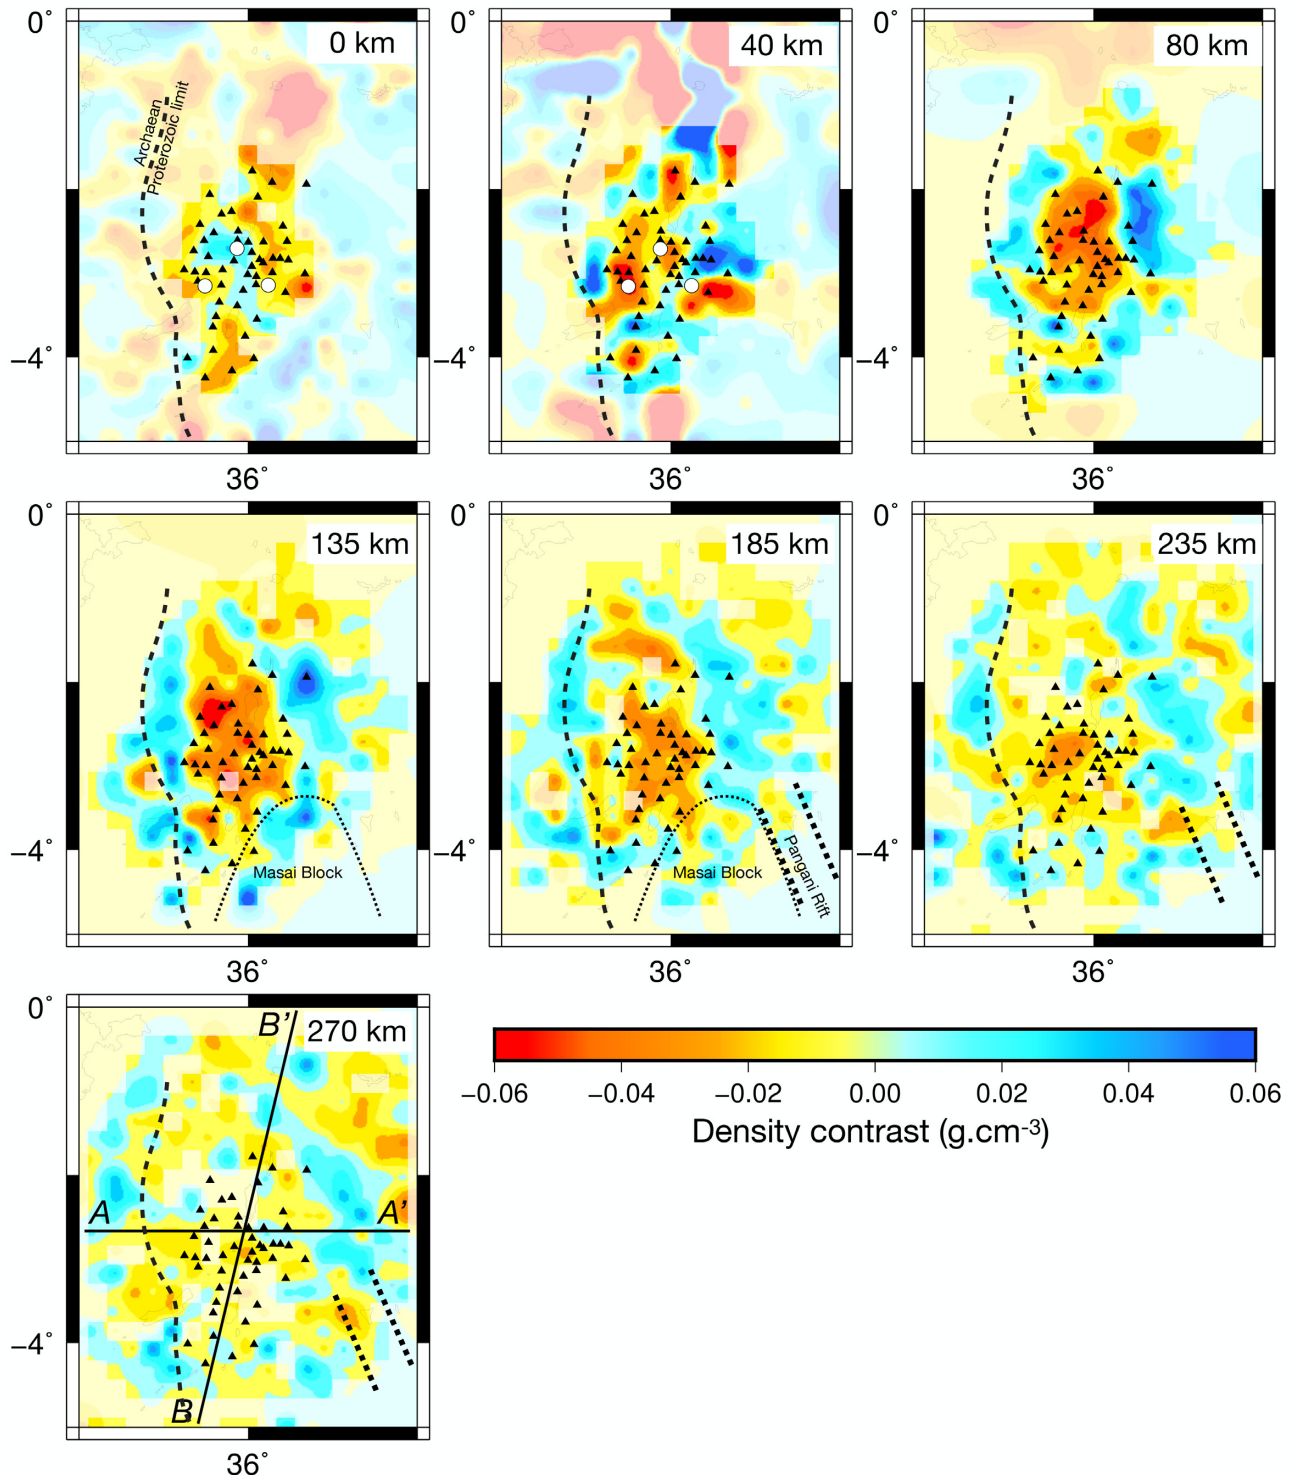 0°
0 km
Archaean
Proterozoic limit
−4°
36°
0°
40 km
−4°
36°
0°
80 km
−4°
36°
0°
135 km
−4°
Masai Block
36°
0°
185 km
−4°
Masai Block
Pangani Rift
36°
0°
235 km
−4°
36°
0°
B'
270 km
A
A'
−4°
B
36°
−0.06 −0.04 −0.02 0.00 0.02 0.04 0.06
Density contrast (g.cm-3)